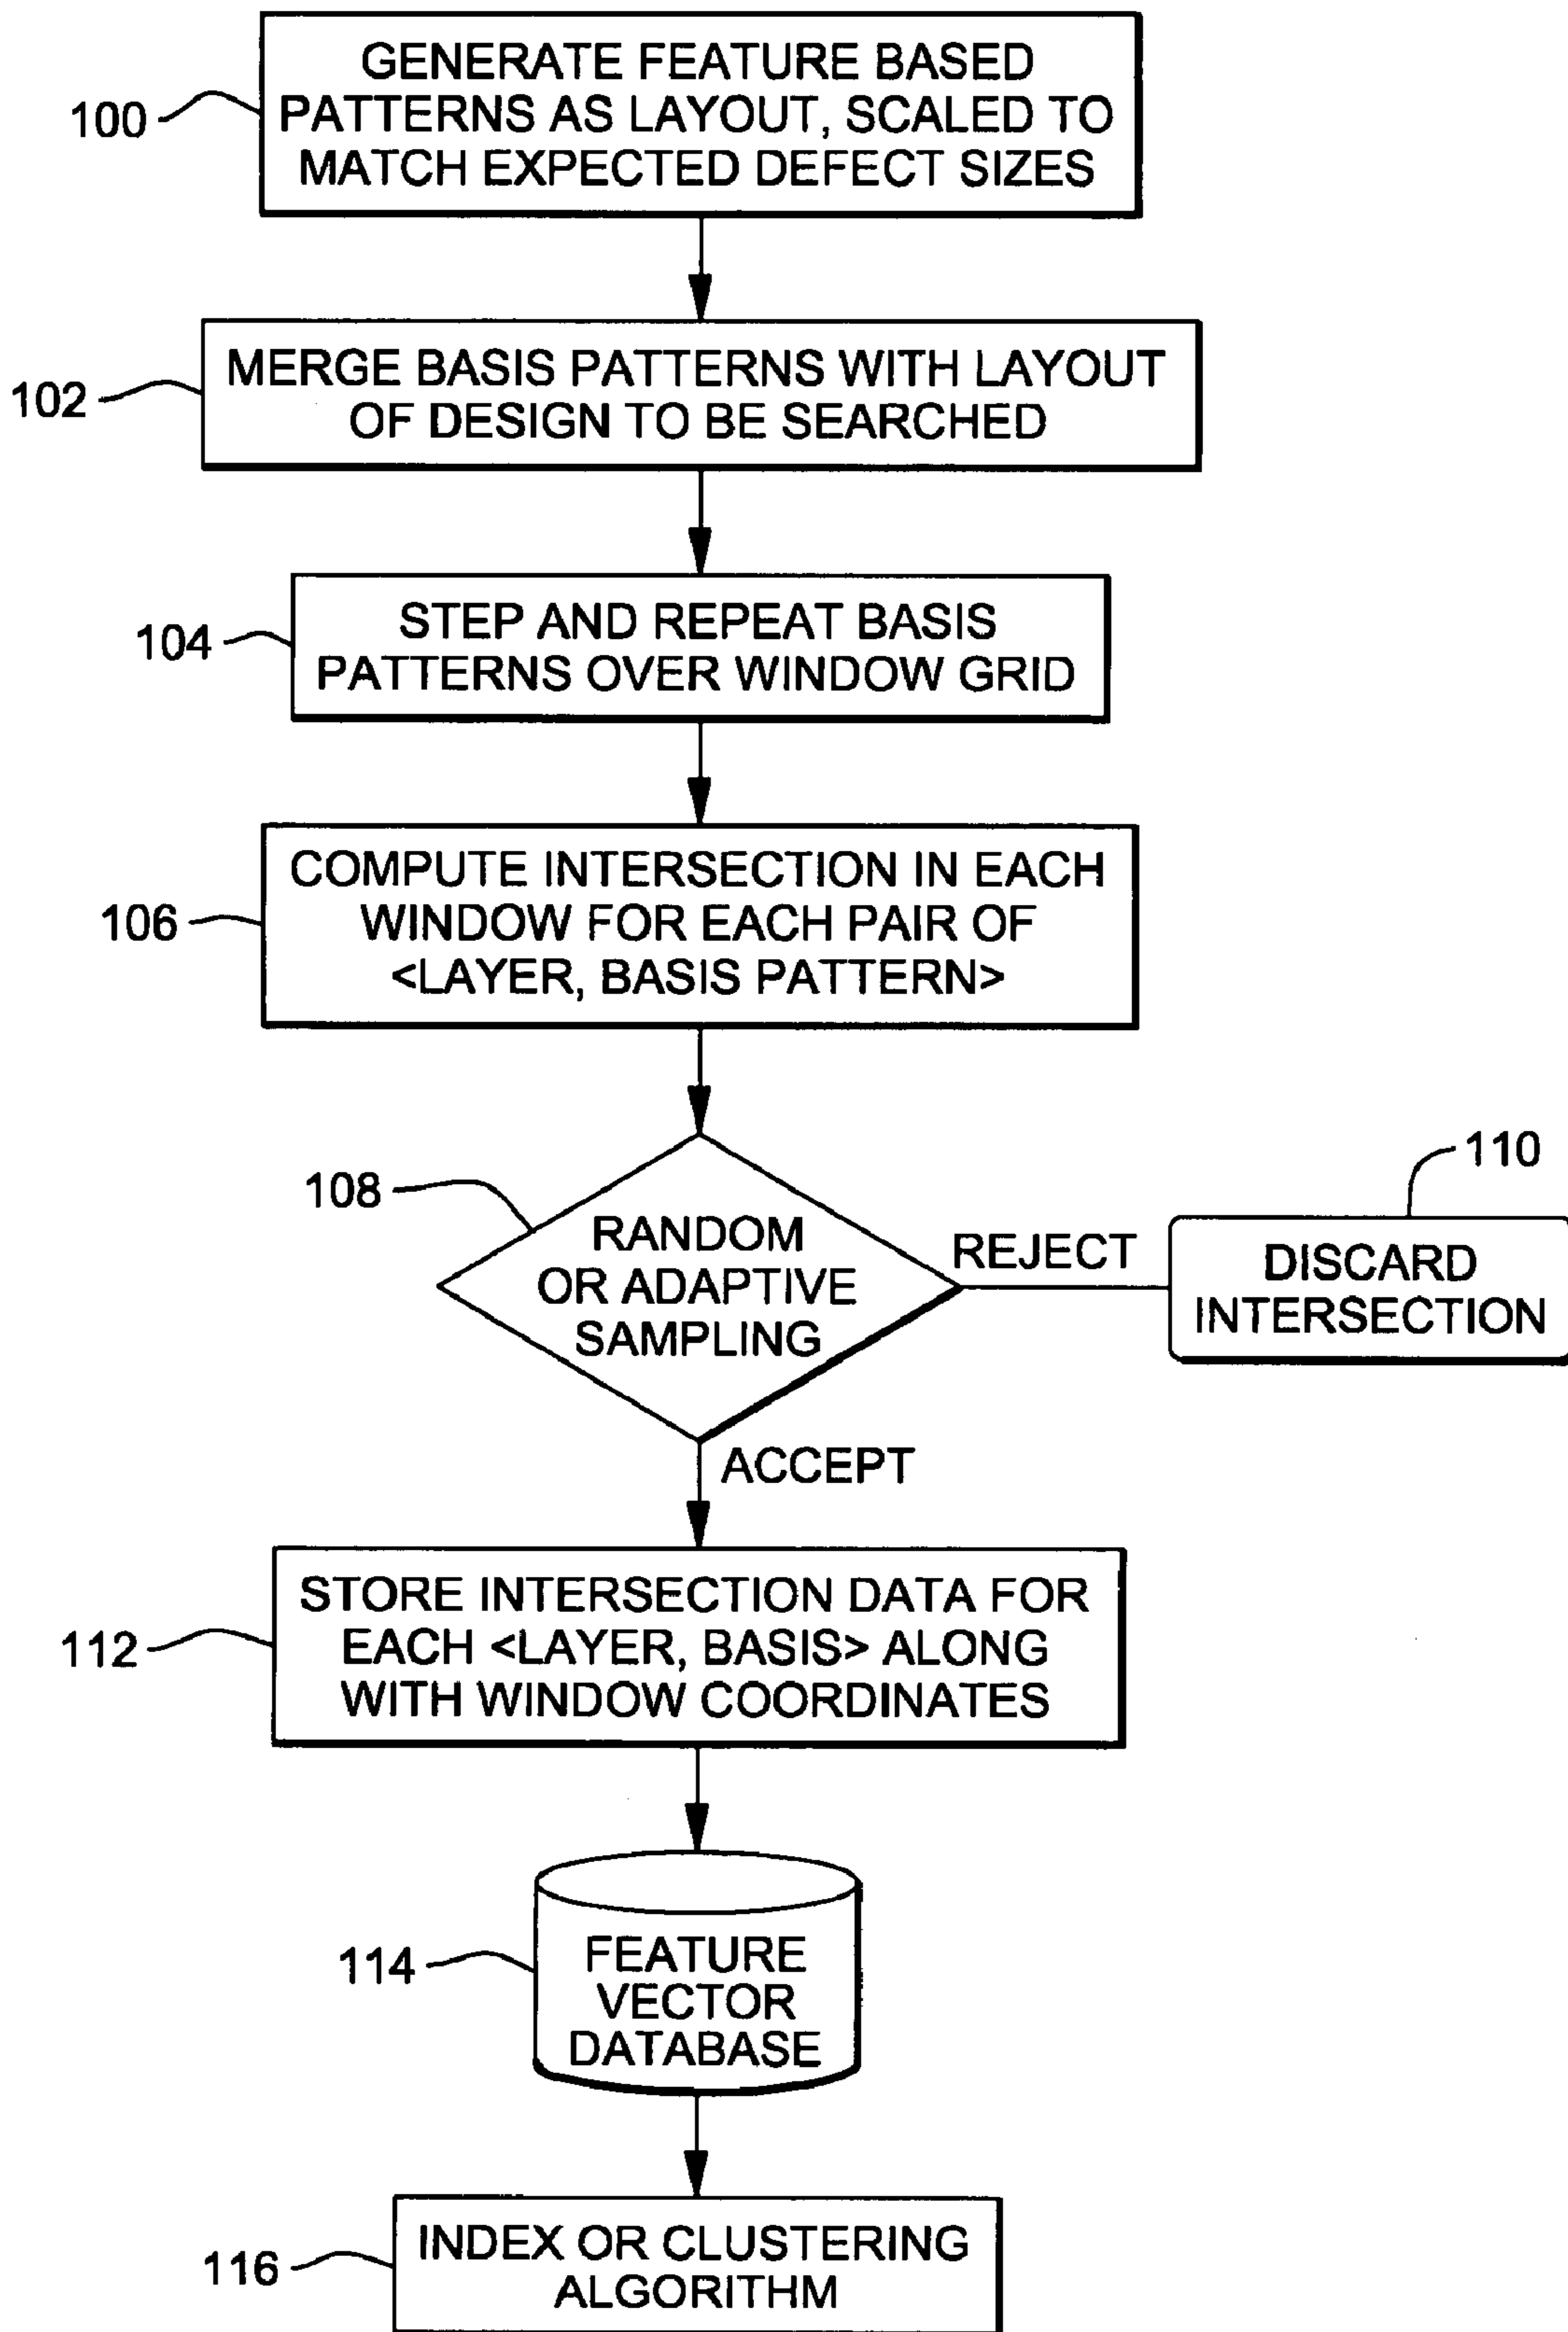 GENERATE FEATURE BASED
PATTERNS AS LAYOUT, SCALED TO
MATCH EXPECTED DEFECT SIZES
100
MERGE BASIS PATTERNS WITH LAYOUT
OF DESIGN TO BE SEARCHED
102
STEP AND REPEAT BASIS
PATTERNS OVER WINDOW GRID
104
COMPUTE INTERSECTION IN EACH
WINDOW FOR EACH PAIR OF
<LAYER, BASIS PATTERN>
106
108
RANDOM
OR ADAPTIVE
SAMPLING
REJECT
110
DISCARD
INTERSECTION
ACCEPT
STORE INTERSECTION DATA FOR
EACH <LAYER, BASIS> ALONG
WITH WINDOW COORDINATES
112
FEATURE
VECTOR
DATABASE
114
INDEX OR CLUSTERING
ALGORITHM
116